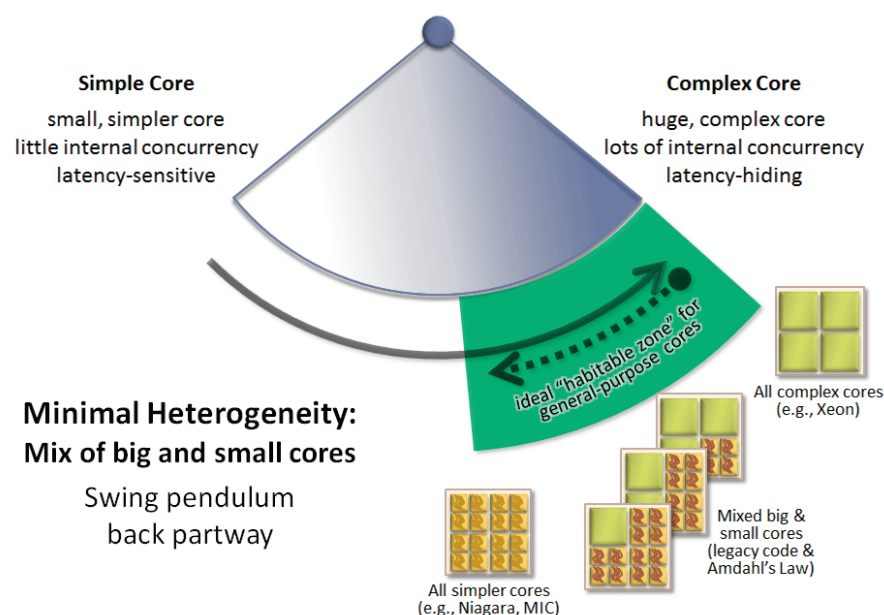 Simple Core
small, simpler core
little internal concurrency
latency-sensitive
Complex Core
huge, complex core
lots of internal concurrency
latency-hiding
ideal “habitable zone” for
general-purpose cores
All complex cores
(e.g., Xeon)
Minimal Heterogeneity:
Mix of big and small cores
Swing pendulum
back partway
Mixed big &
small cores
(legacy code &
Amdahl’s Law)
All simpler cores
(e.g., Niagara, MIC)